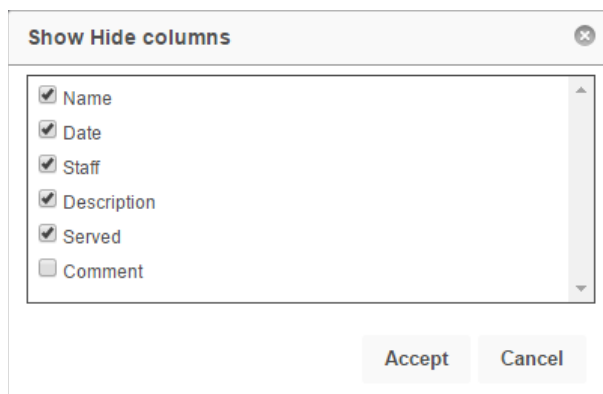 Show Hide columns
Name
Date
Staff
Description
Served
Comment
Accept Cancel